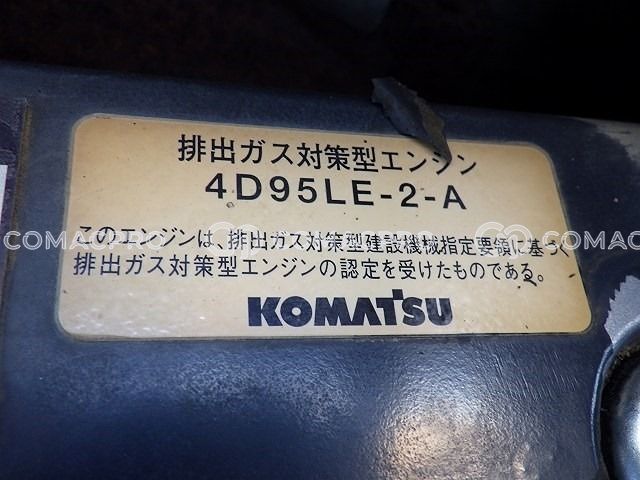 排出ガス対策型エンジン
4D95LE-2-A
このエンジンは、排出ガス対策型建設機械指定要領に基づく
排出ガス対策型エンジンの認定を受けたものである。
KOMATSU
COMACPRO
COMACPRO